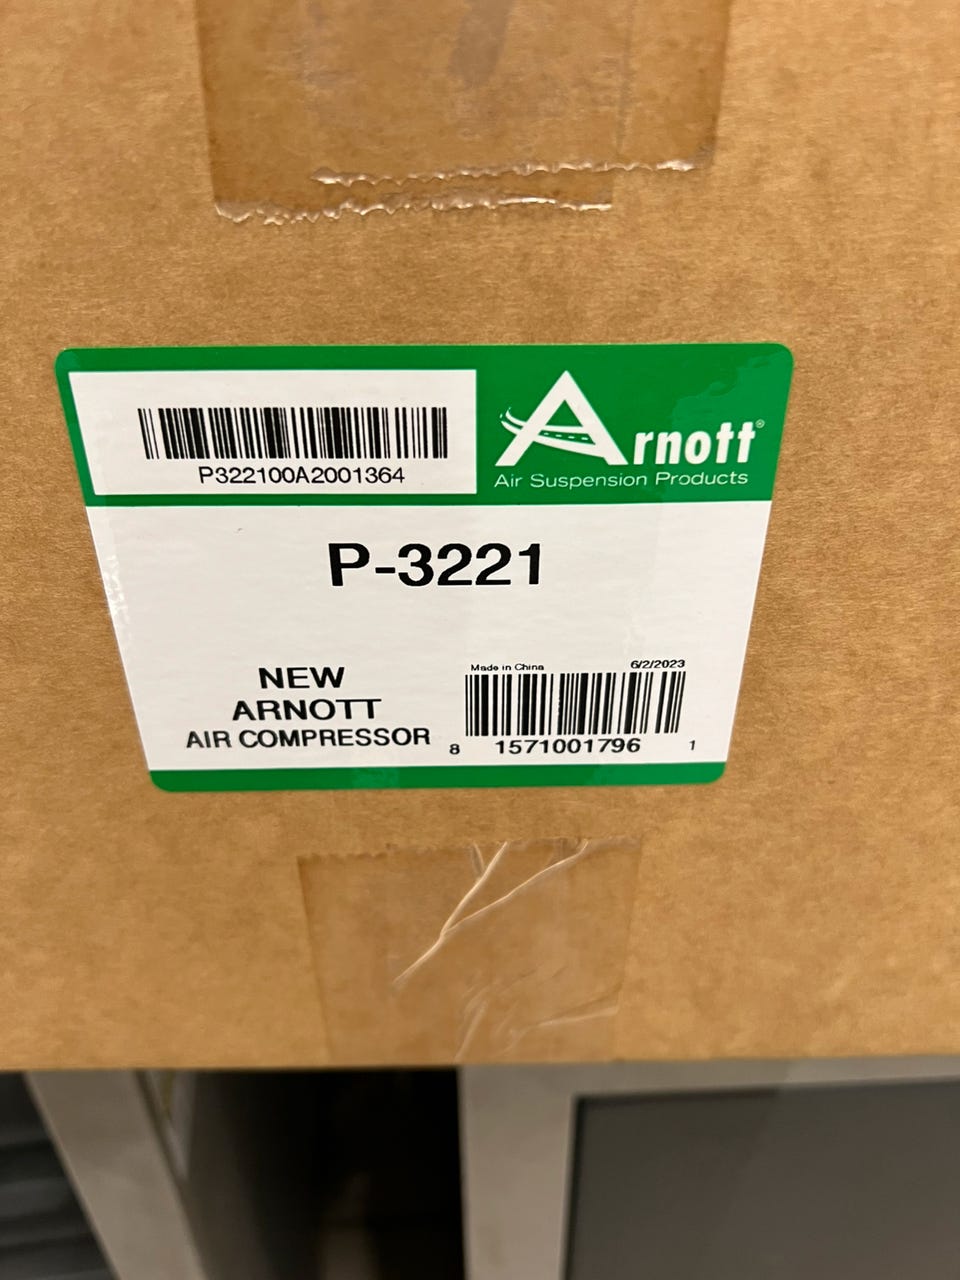 P322100A2001364
Arnott®
Air Suspension Products
P-3221
NEW
ARNOTT
AIR COMPRESSOR
Made in China 6/2/2023
8 1571001796 1